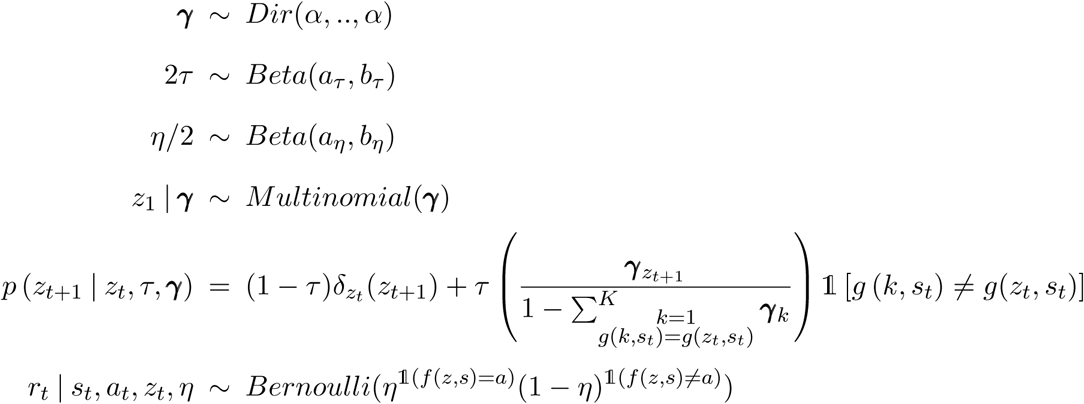 γ ∼ Dir(α, .., α)
2τ ∼ Beta(a_τ, b_τ)
η/2 ∼ Beta(a_η, b_η)
z_1 | γ ∼ Multinomial(γ)
p (z_{t+1} | z_t, τ, γ) = (1 − τ)δ_{z_t}(z_{t+1}) + τ ( γ_{z_{t+1}} / (1 − ∑^K_{k=1, g(k,s_t)=g(z_t,s_t)} γ_k) ) 𝟙 [g (k, s_t) ≠ g(z_t, s_t)]
r_t | s_t, a_t, z_t, η ∼ Bernoulli(η^{𝟙(f(z,s)=a)}(1 − η)^{𝟙(f(z,s)≠a)})